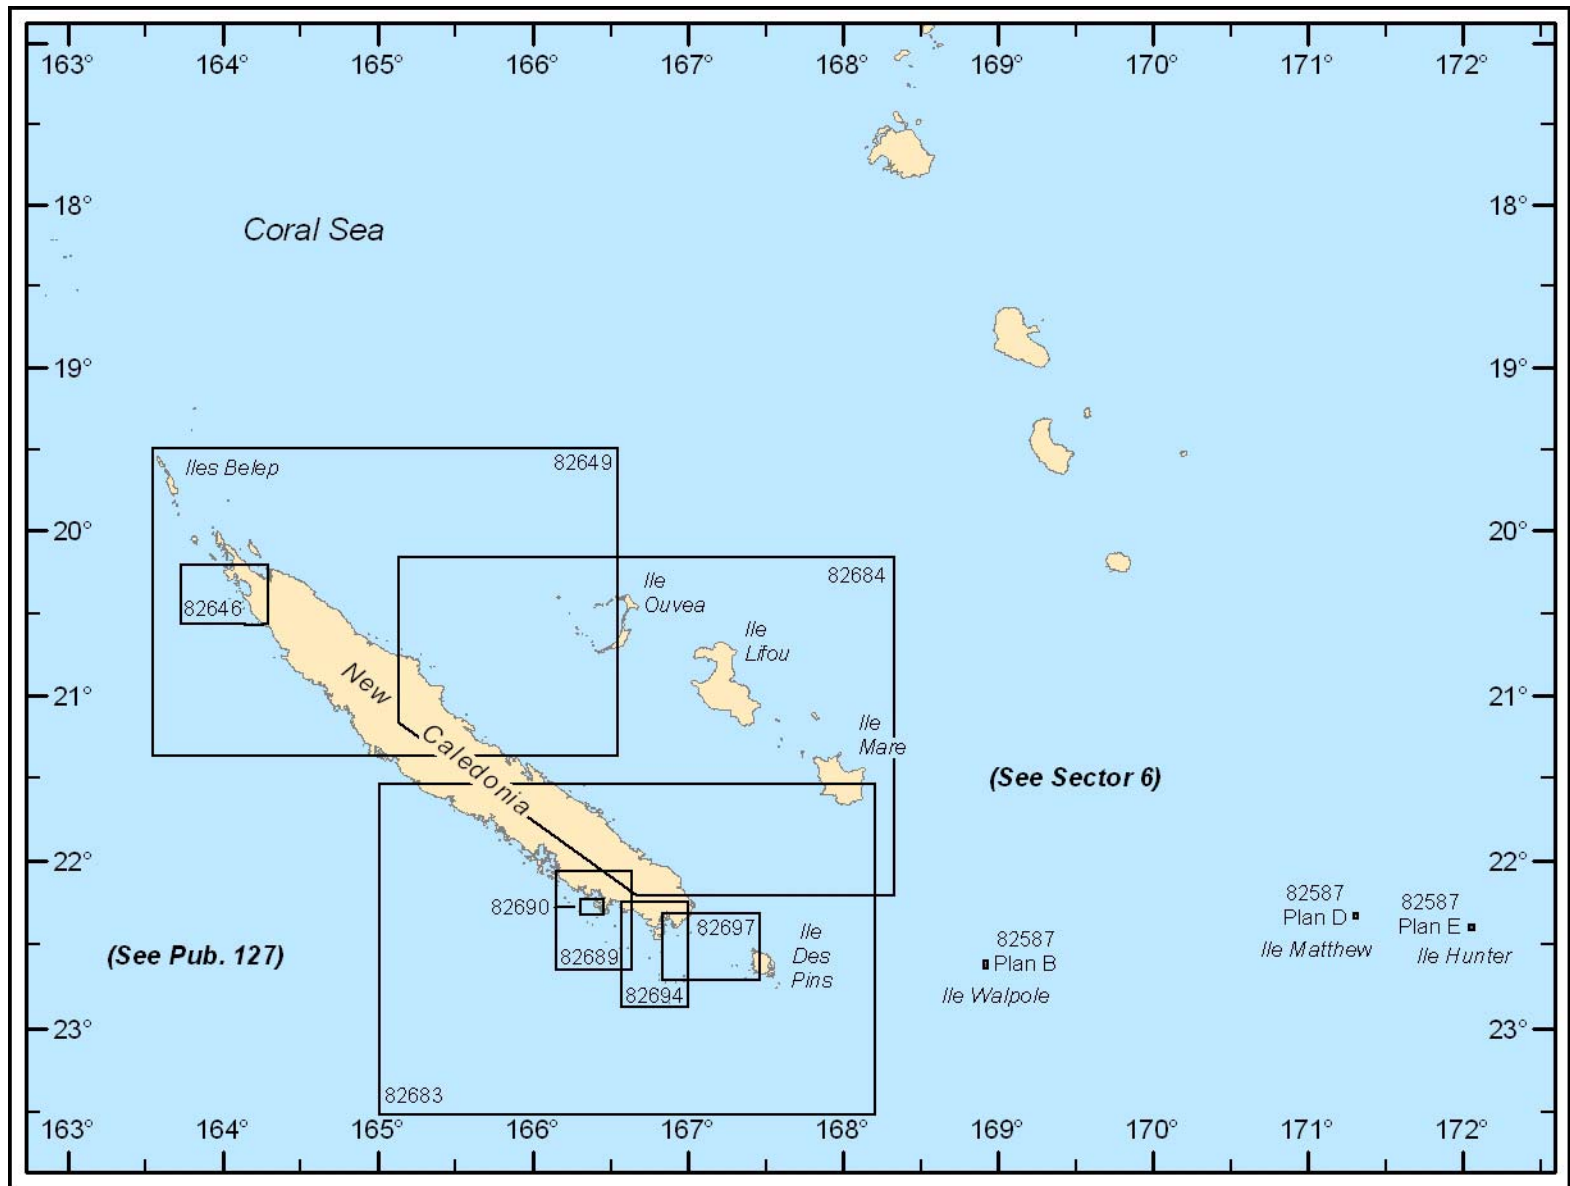 163° 164° 165° 166° 167° 168° 169° 170° 171° 172°
18° 18°
Coral Sea
19° 19°
82649
Iles Belep
20° 20°
82684
Ile
Ouvea
82646
Ile
Lifou
New
21° 21°
Caledonia
Ile
Mare
(See Sector 6)
22° 22°
82690
82689
82697
82694
Ile
Des
Pins
(See Pub. 127)
82587
Plan B
Ile Walpole
82587
Plan D
Ile Matthew
82587
Plan E
Ile Hunter
23° 23°
82683
163° 164° 165° 166° 167° 168° 169° 170° 171° 172°